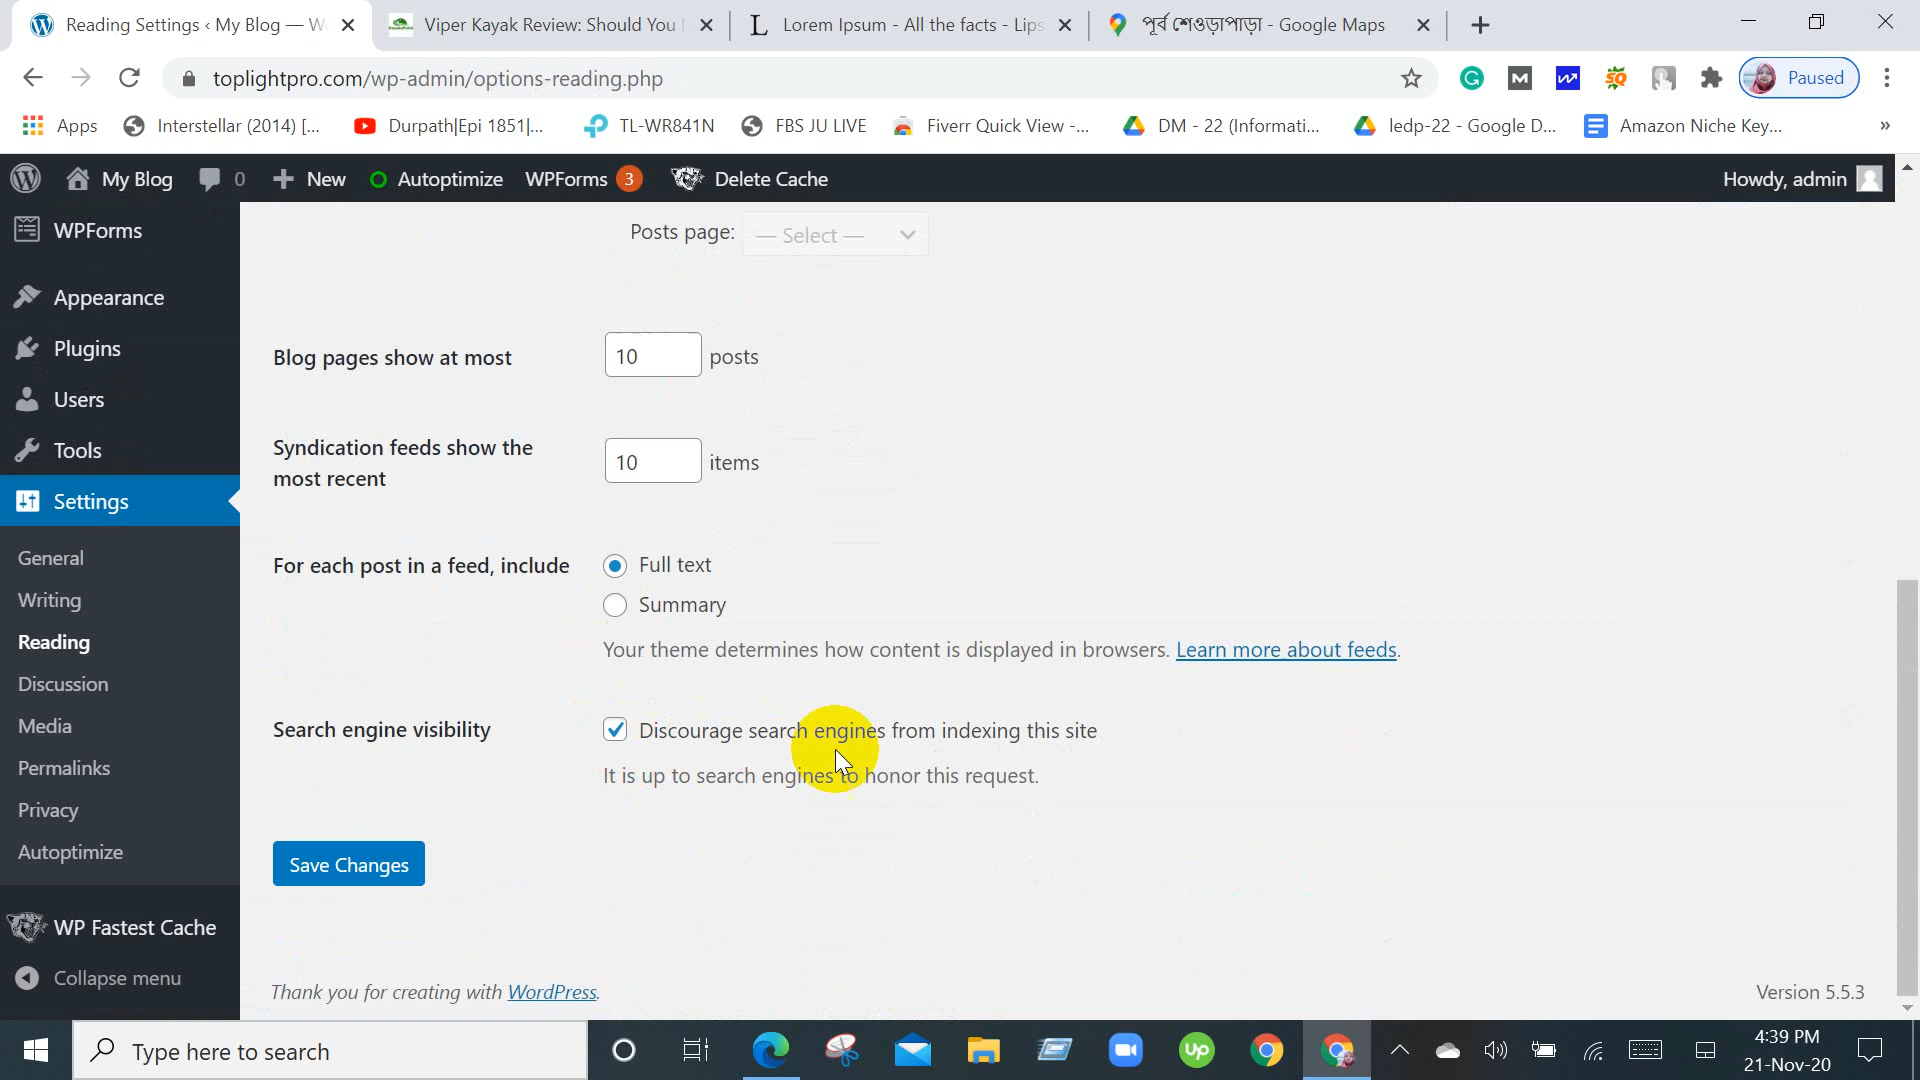 Reading Settings ‹ My Blog — W
Viper Kayak Review: Should You
Lorem Ipsum - All the facts - Lips
পূর্ব শেওড়াপাড়া - Google Maps
toplightpro.com/wp-admin/options-reading.php
Paused
Apps
Interstellar (2014) [...
Durpath|Epi 1851|...
TL-WR841N
FBS JU LIVE
Fiverr Quick View -...
DM - 22 (Informati...
ledp-22 - Google D...
Amazon Niche Key...
»
My Blog
0
New
Autoptimize
WPForms 3
Delete Cache
Howdy, admin
WPForms
Appearance
Plugins
Users
Tools
Settings
General
Writing
Reading
Discussion
Media
Permalinks
Privacy
Autoptimize
WP Fastest Cache
Collapse menu
Posts page: — Select —
Blog pages show at most 10 posts
Syndication feeds show the
most recent
10 items
For each post in a feed, include
Full text
Summary
Your theme determines how content is displayed in browsers. Learn more about feeds.
Search engine visibility
Discourage search engines from indexing this site
It is up to search engines to honor this request.
Save Changes
Thank you for creating with WordPress.
Version 5.5.3
Type here to search
4:39 PM
21-Nov-20